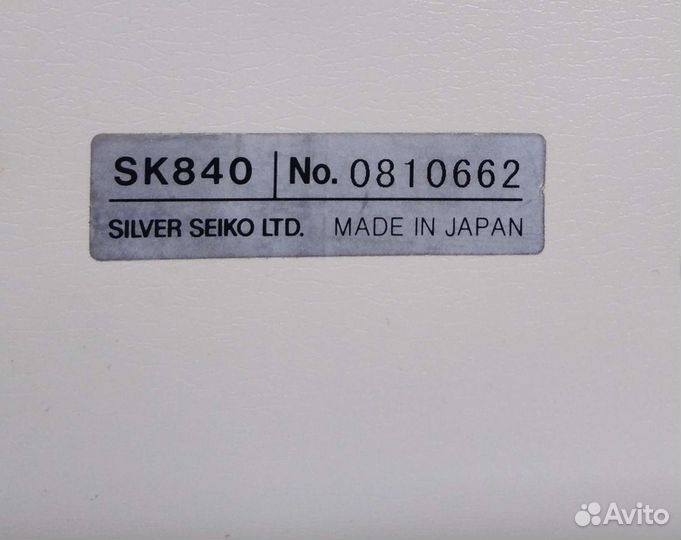 SK840 No. 0810662
SILVER SEIKO LTD. MADE IN JAPAN
Avito